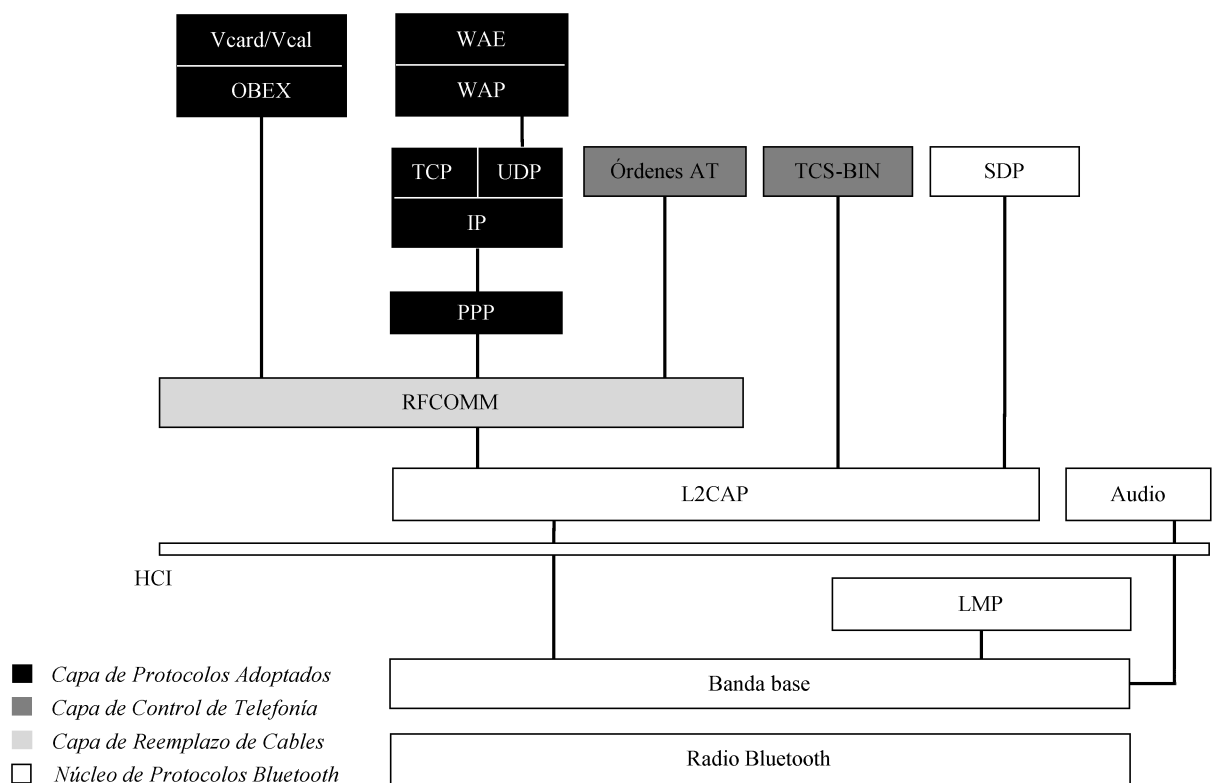 Vcard/Vcal
WAE
OBEX
WAP
TCP
UDP
Órdenes AT
TCS-BIN
SDP
IP
PPP
RFCOMM
L2CAP
Audio
HCI
LMP
Capa de Protocolos Adoptados
Banda base
Capa de Control de Telefonía
Capa de Reemplazo de Cables
Radio Bluetooth
Núcleo de Protocolos Bluetooth